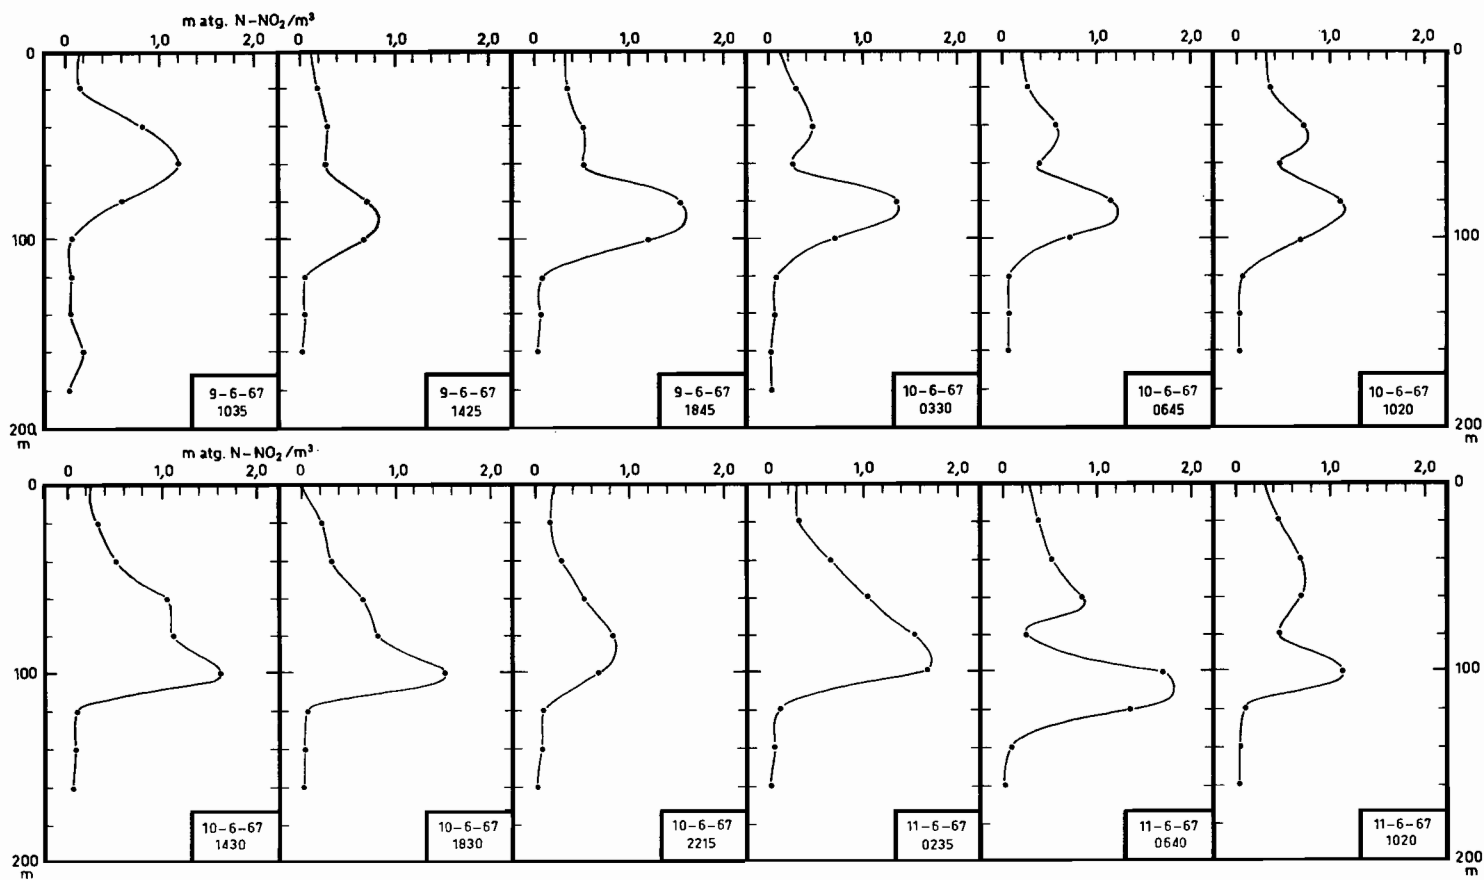 m atg. N-NO₂/m³
0 1,0 2,0 0 1,0 2,0 0 1,0 2,0 0 1,0 2,0 0 1,0 2,0 0 1,0 2,0
0 0
100 100
9-6-67 9-6-67 9-6-67 10-6-67 10-6-67 10-6-67
1035 1425 1845 0330 0645 1020
200 200
m m
m atg. N-NO₂/m³
0 1,0 2,0 0 1,0 2,0 0 1,0 2,0 0 1,0 2,0 0 1,0 2,0 0 1,0 2,0
0 0
100 100
10-6-67 10-6-67 10-6-67 11-6-67 11-6-67 11-6-67
1430 1830 2215 0235 0640 1020
200 200
m m